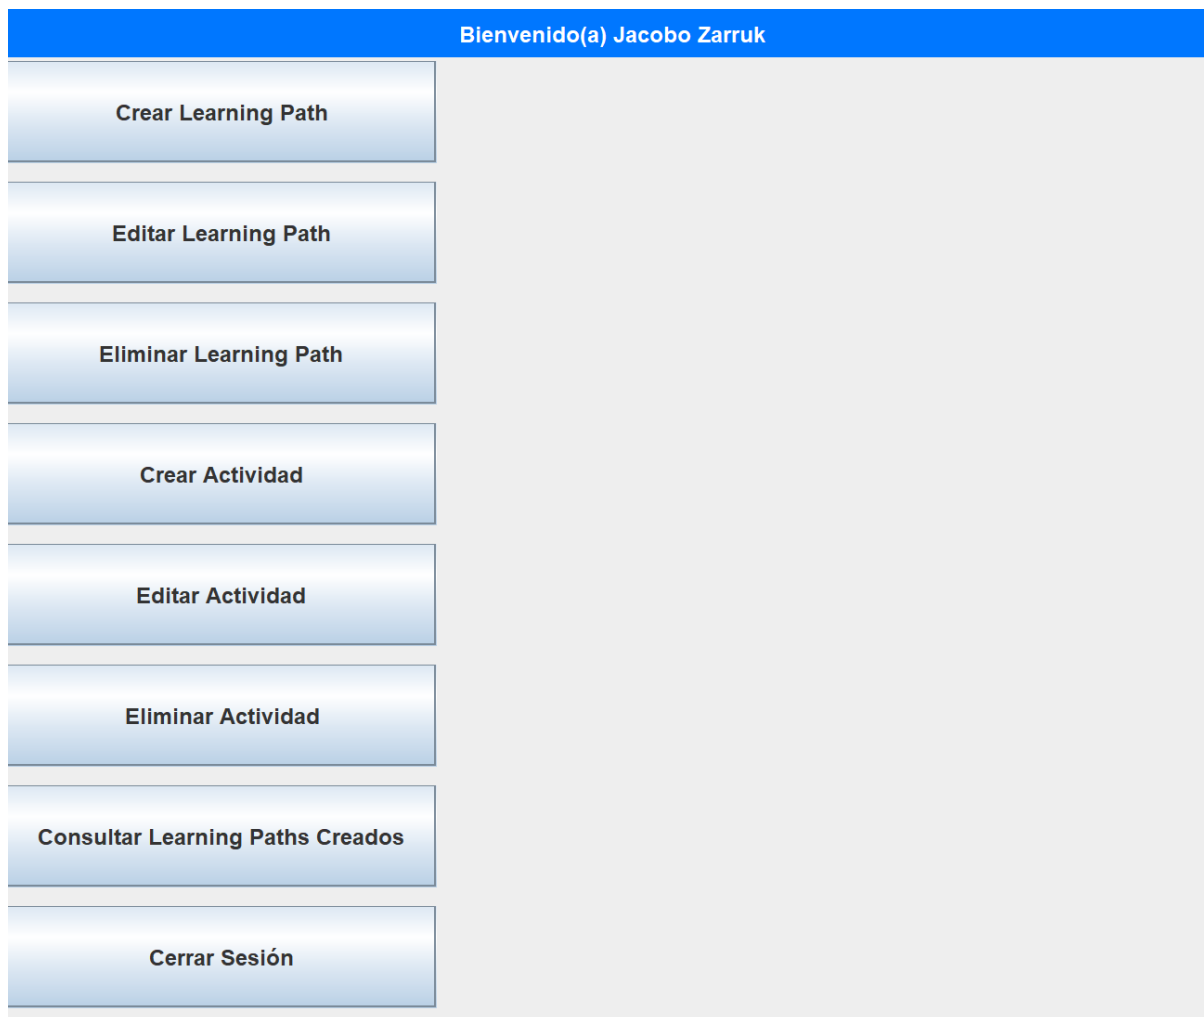 Bienvenido(a) Jacobo Zarruk
Crear Learning Path
Editar Learning Path
Eliminar Learning Path
Crear Actividad
Editar Actividad
Eliminar Actividad
Consultar Learning Paths Creados
Cerrar Sesión